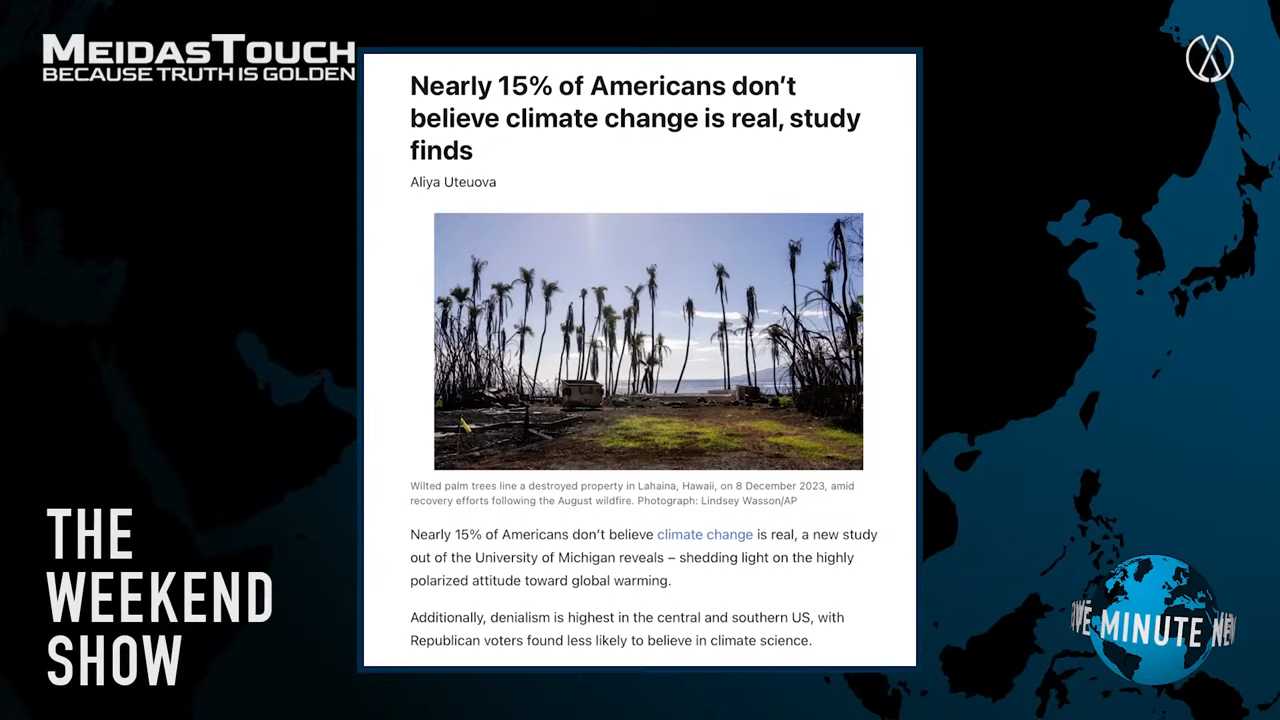 MEIDASTOUCH
BECAUSE TRUTH IS GOLDEN
Nearly 15% of Americans don't
believe climate change is real, study
finds
Aliya Uteuova
Wilted palm trees line a destroyed property in Lahaina, Hawaii, on 8 December 2023, amid
recovery efforts following the August wildfire. Photograph: Lindsey Wasson/AP
Nearly 15% of Americans don't believe climate change is real, a new study
out of the University of Michigan reveals – shedding light on the highly
polarized attitude toward global warming.
Additionally, denialism is highest in the central and southern US, with
Republican voters found less likely to believe in climate science.
THE
WEEKEND
SHOW
MINUTE